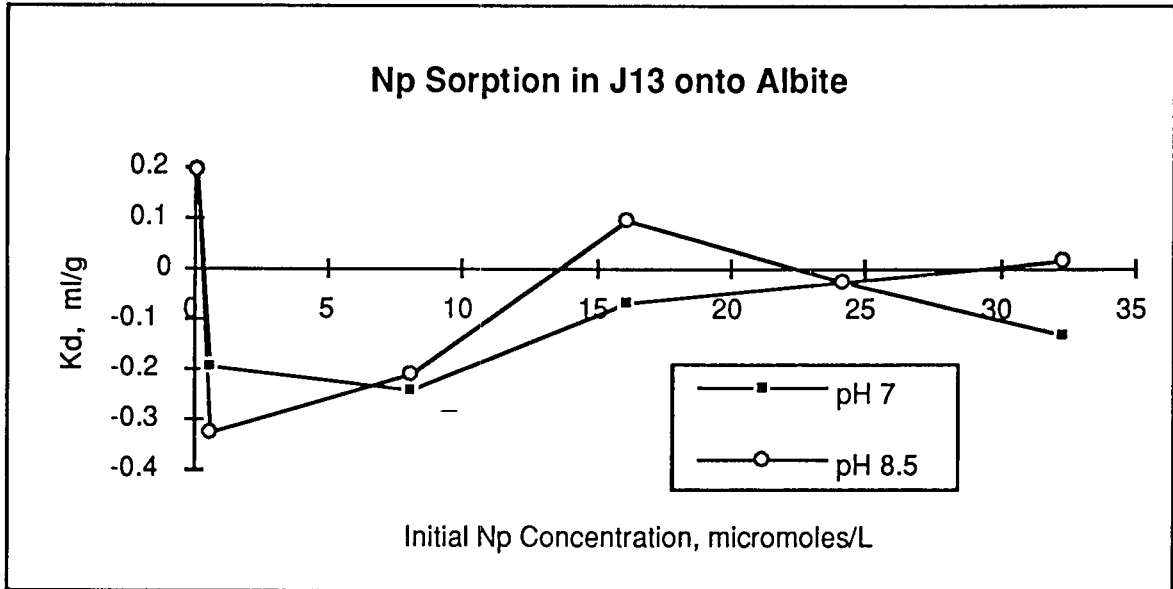 Np Sorption in J13 onto Albite
0.2
0.1
0
-0.1
-0.2
-0.3
-0.4
Kd, ml/g
0 5 10 15 20 25 30 35
pH 7
pH 8.5
Initial Np Concentration, micromoles/L